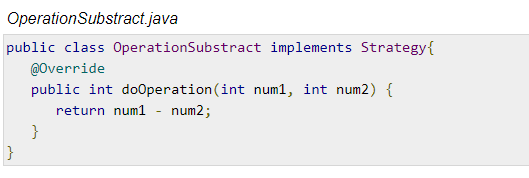 OperationSubstract.java
public class OperationSubstract implements Strategy{
   @Override
   public int doOperation(int num1, int num2) {
      return num1 - num2;
   }
}